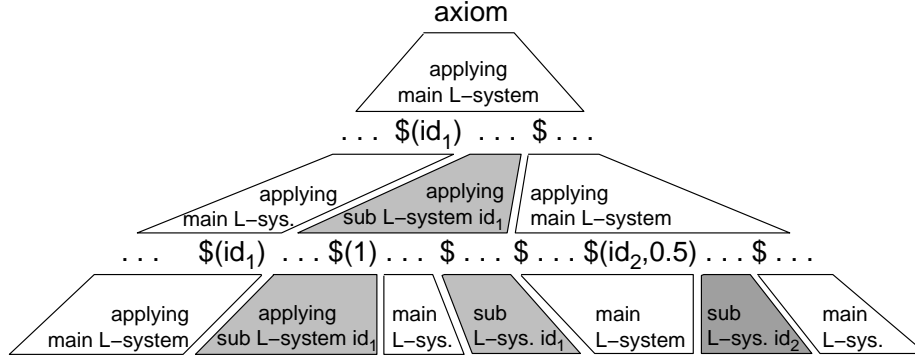 axiom
applying
main L−system
. . . $(id₁) . . . $ . . .
applying
main L−sys.
applying
sub L−system id₁
applying
main L−system
. . . $(id₁) . . . $(1) . . . $ . . . $ . . . $(id₂,0.5) . . . $ . . .
applying
main L−system
applying
sub L−system id₁
main
L−sys.
sub
L−sys. id₁
main
L−system
sub
L−sys. id₂
main
L−sys.